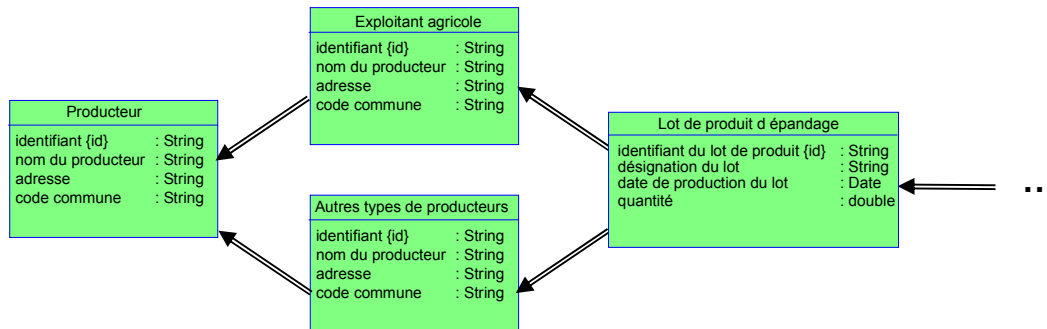 Producteur
identifiant {id} : String
nom du producteur : String
adresse : String
code commune : String
Exploitant agricole
identifiant {id} : String
nom du producteur : String
adresse : String
code commune : String
Autres types de producteurs
identifiant {id} : String
nom du producteur : String
adresse : String
code commune : String
Lot de produit d épandage
identifiant du lot de produit {id} : String
désignation du lot : String
date de production du lot : Date
quantité : double
..